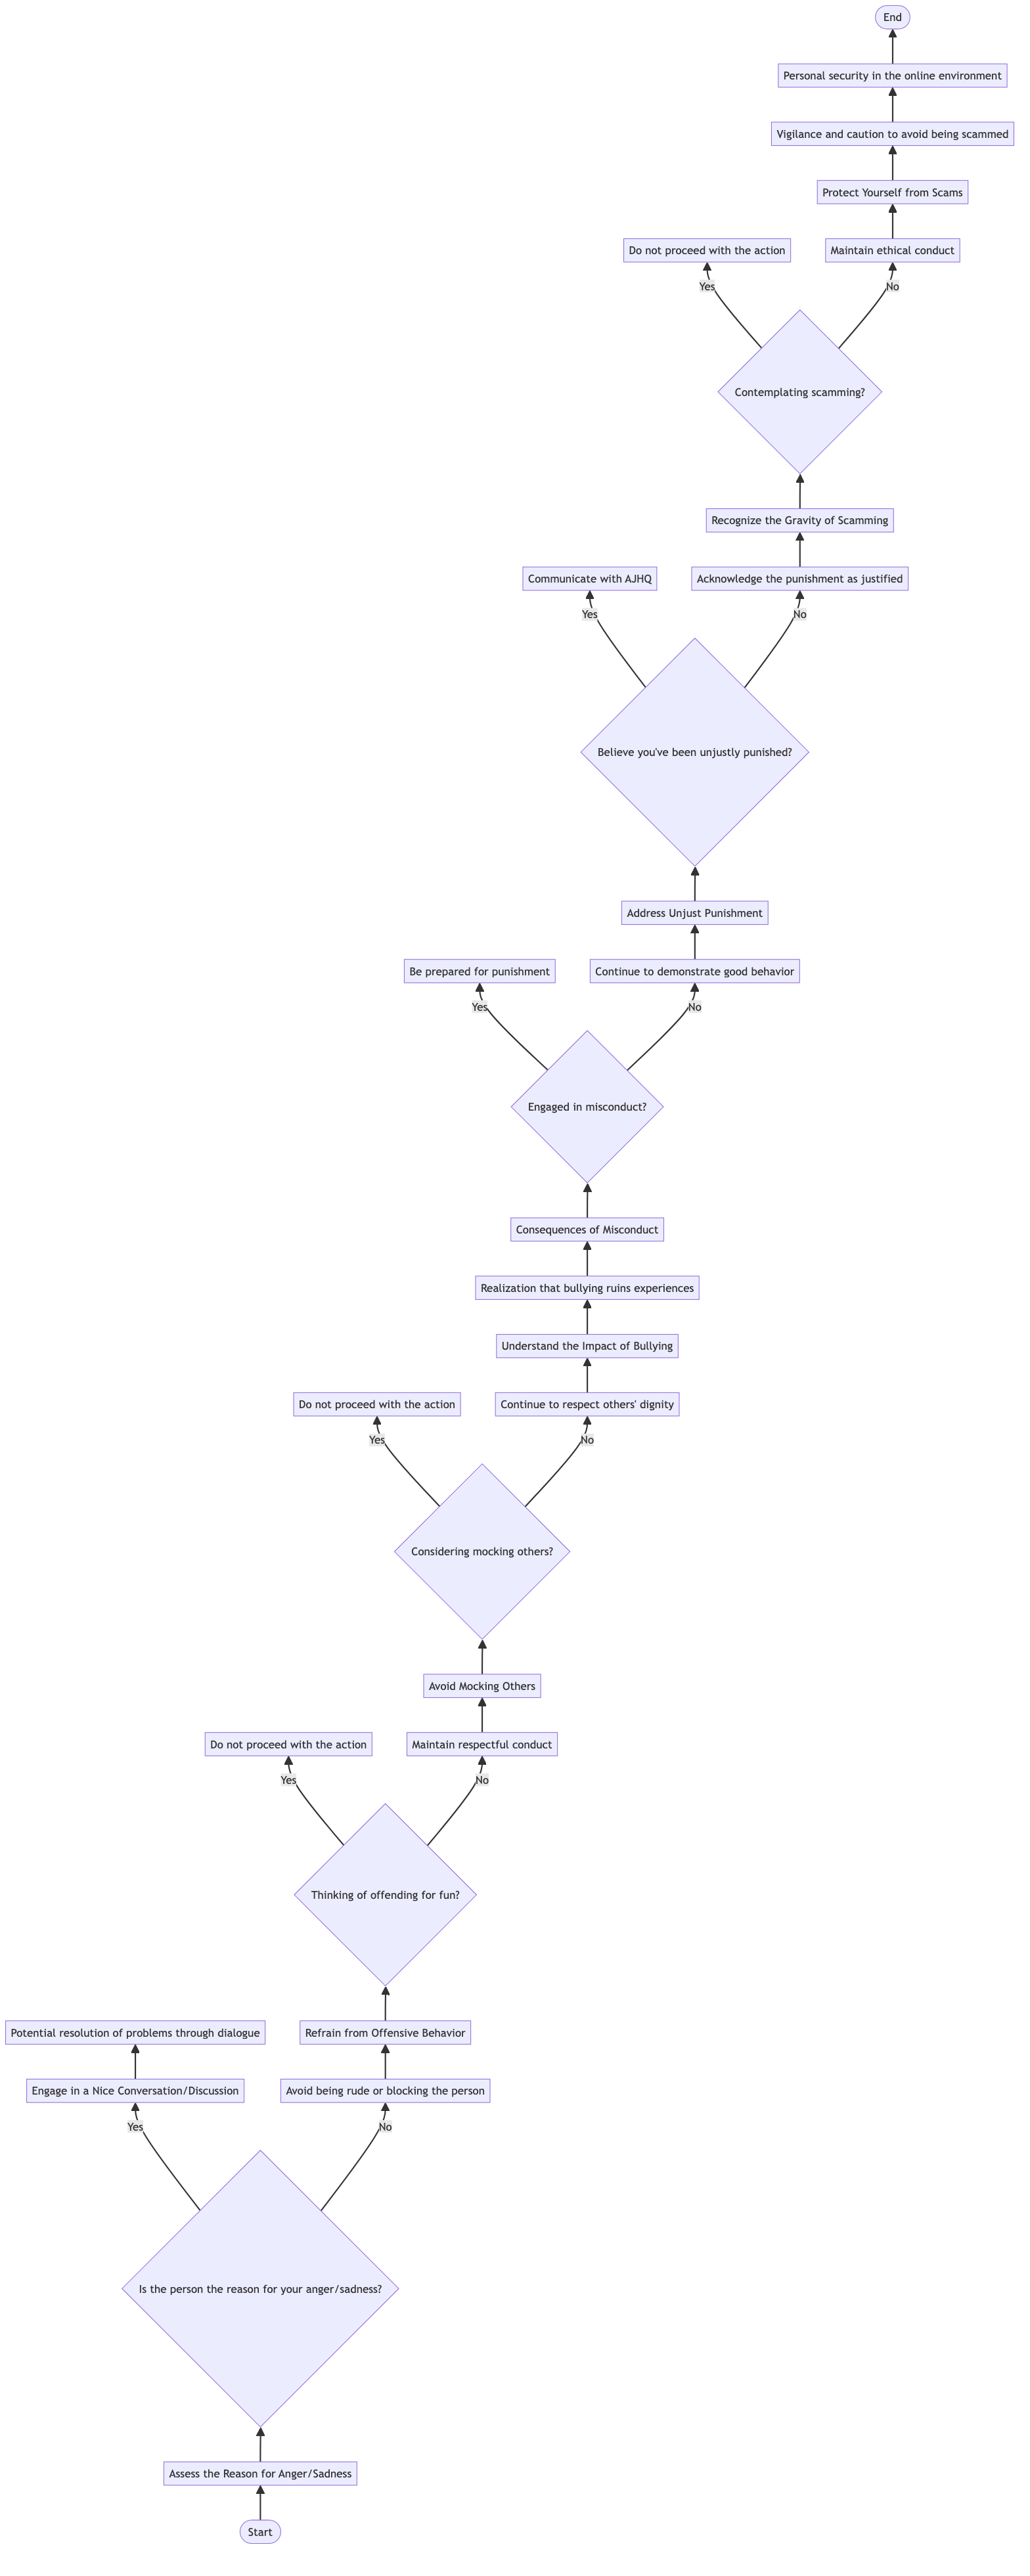 End
Personal security in the online environment
Vigilance and caution to avoid being scammed
Protect Yourself from Scams
Do not proceed with the action
Maintain ethical conduct
Yes
No
Contemplating scamming?
Recognize the Gravity of Scamming
Communicate with AJHQ
Acknowledge the punishment as justified
Yes
No
Believe you've been unjustly punished?
Address Unjust Punishment
Be prepared for punishment
Continue to demonstrate good behavior
Yes
No
Engaged in misconduct?
Consequences of Misconduct
Realization that bullying ruins experiences
Understand the Impact of Bullying
Do not proceed with the action
Continue to respect others' dignity
Yes
No
Considering mocking others?
Avoid Mocking Others
Do not proceed with the action
Maintain respectful conduct
Yes
No
Thinking of offending for fun?
Potential resolution of problems through dialogue
Refrain from Offensive Behavior
Engage in a Nice Conversation/Discussion
Avoid being rude or blocking the person
Yes
No
Is the person the reason for your anger/sadness?
Assess the Reason for Anger/Sadness
Start